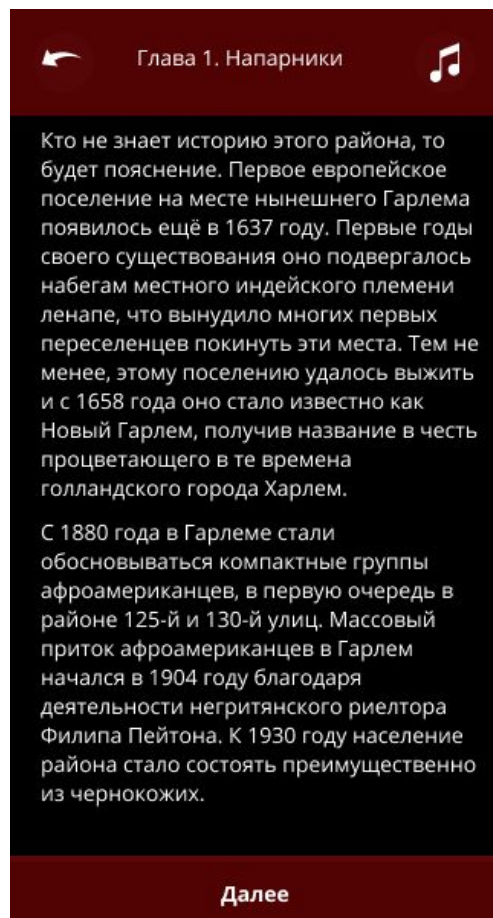 Глава 1. Напарники
Кто не знает историю этого района, то
будет пояснение. Первое европейское
поселение на месте нынешнего Гарлема
появилось ещё в 1637 году. Первые годы
своего существования оно подвергалось
набегам местного индейского племени
ленапе, что вынудило многих первых
переселенцев покинуть эти места. Тем не
менее, этому поселению удалось выжить
и с 1658 года оно стало известно как
Новый Гарлем, получив название в честь
процветающего в те времена
голландского города Харлем.
С 1880 года в Гарлеме стали
обосновываться компактные группы
афроамериканцев, в первую очередь в
районе 125-й и 130-й улиц. Массовый
приток афроамериканцев в Гарлем
начался в 1904 году благодаря
деятельности негритянского риелтора
Филипа Пейтона. К 1930 году население
района стало состоять преимущественно
из чернокожих.
Далее